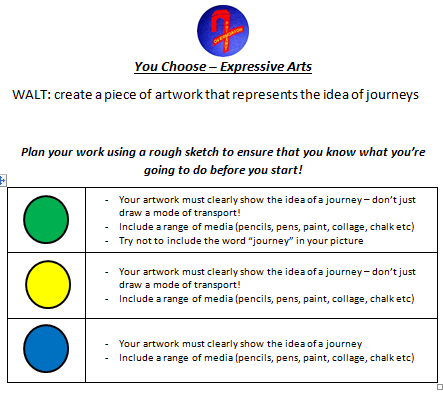 You Choose – Expressive Arts
WALT: create a piece of artwork that represents the idea of journeys
Plan your work using a rough sketch to ensure that you know what you're
going to do before you start!
- Your artwork must clearly show the idea of a journey – don't just
draw a mode of transport!
- Include a range of media (pencils, pens, paint, collage, chalk etc)
- Try not to include the word "journey" in your picture
- Your artwork must clearly show the idea of a journey – don't just
draw a mode of transport!
- Include a range of media (pencils, pens, paint, collage, chalk etc)
- Your artwork must clearly show the idea of a journey
- Include a range of media (pencils, pens, paint, collage, chalk etc)